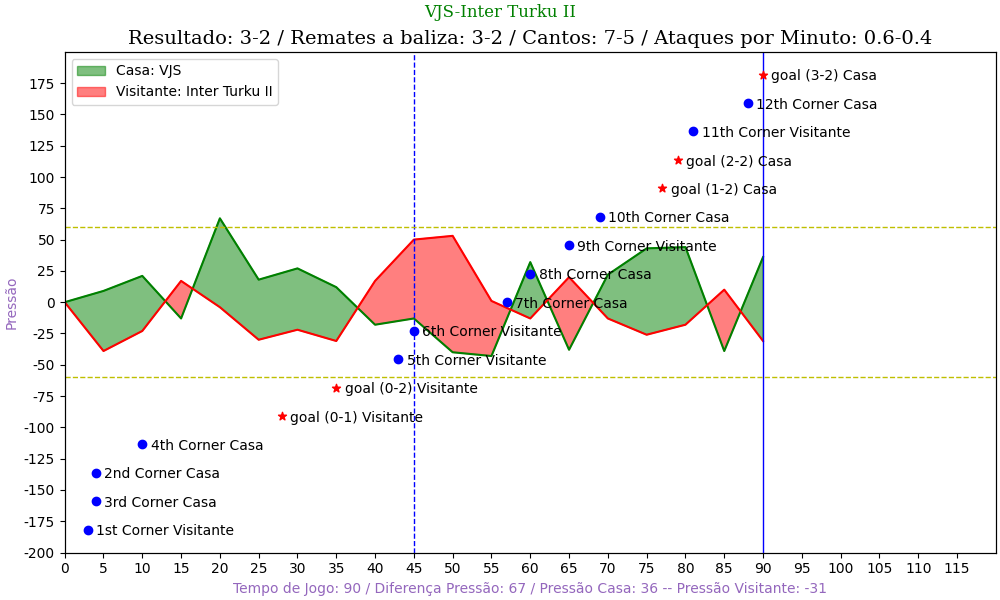 VJS-Inter Turku II
Resultado: 3-2 / Remates a baliza: 3-2 / Cantos: 7-5 / Ataques por Minuto: 0.6-0.4
Casa: VJS
Visitante: Inter Turku II
goal (3-2) Casa
12th Corner Casa
11th Corner Visitante
goal (2-2) Casa
goal (1-2) Casa
10th Corner Casa
9th Corner Visitante
8th Corner Casa
7th Corner Casa
6th Corner Visitante
5th Corner Visitante
goal (0-2) Visitante
goal (0-1) Visitante
4th Corner Casa
2nd Corner Casa
3rd Corner Casa
1st Corner Visitante
Pressão
175
150
125
100
75
50
25
0
-25
-50
-75
-100
-125
-150
-175
-200
0 5 10 15 20 25 30 35 40 45 50 55 60 65 70 75 80 85 90 95 100 105 110 115
Tempo de Jogo: 90 / Diferença Pressão: 67 / Pressão Casa: 36 -- Pressão Visitante: -31